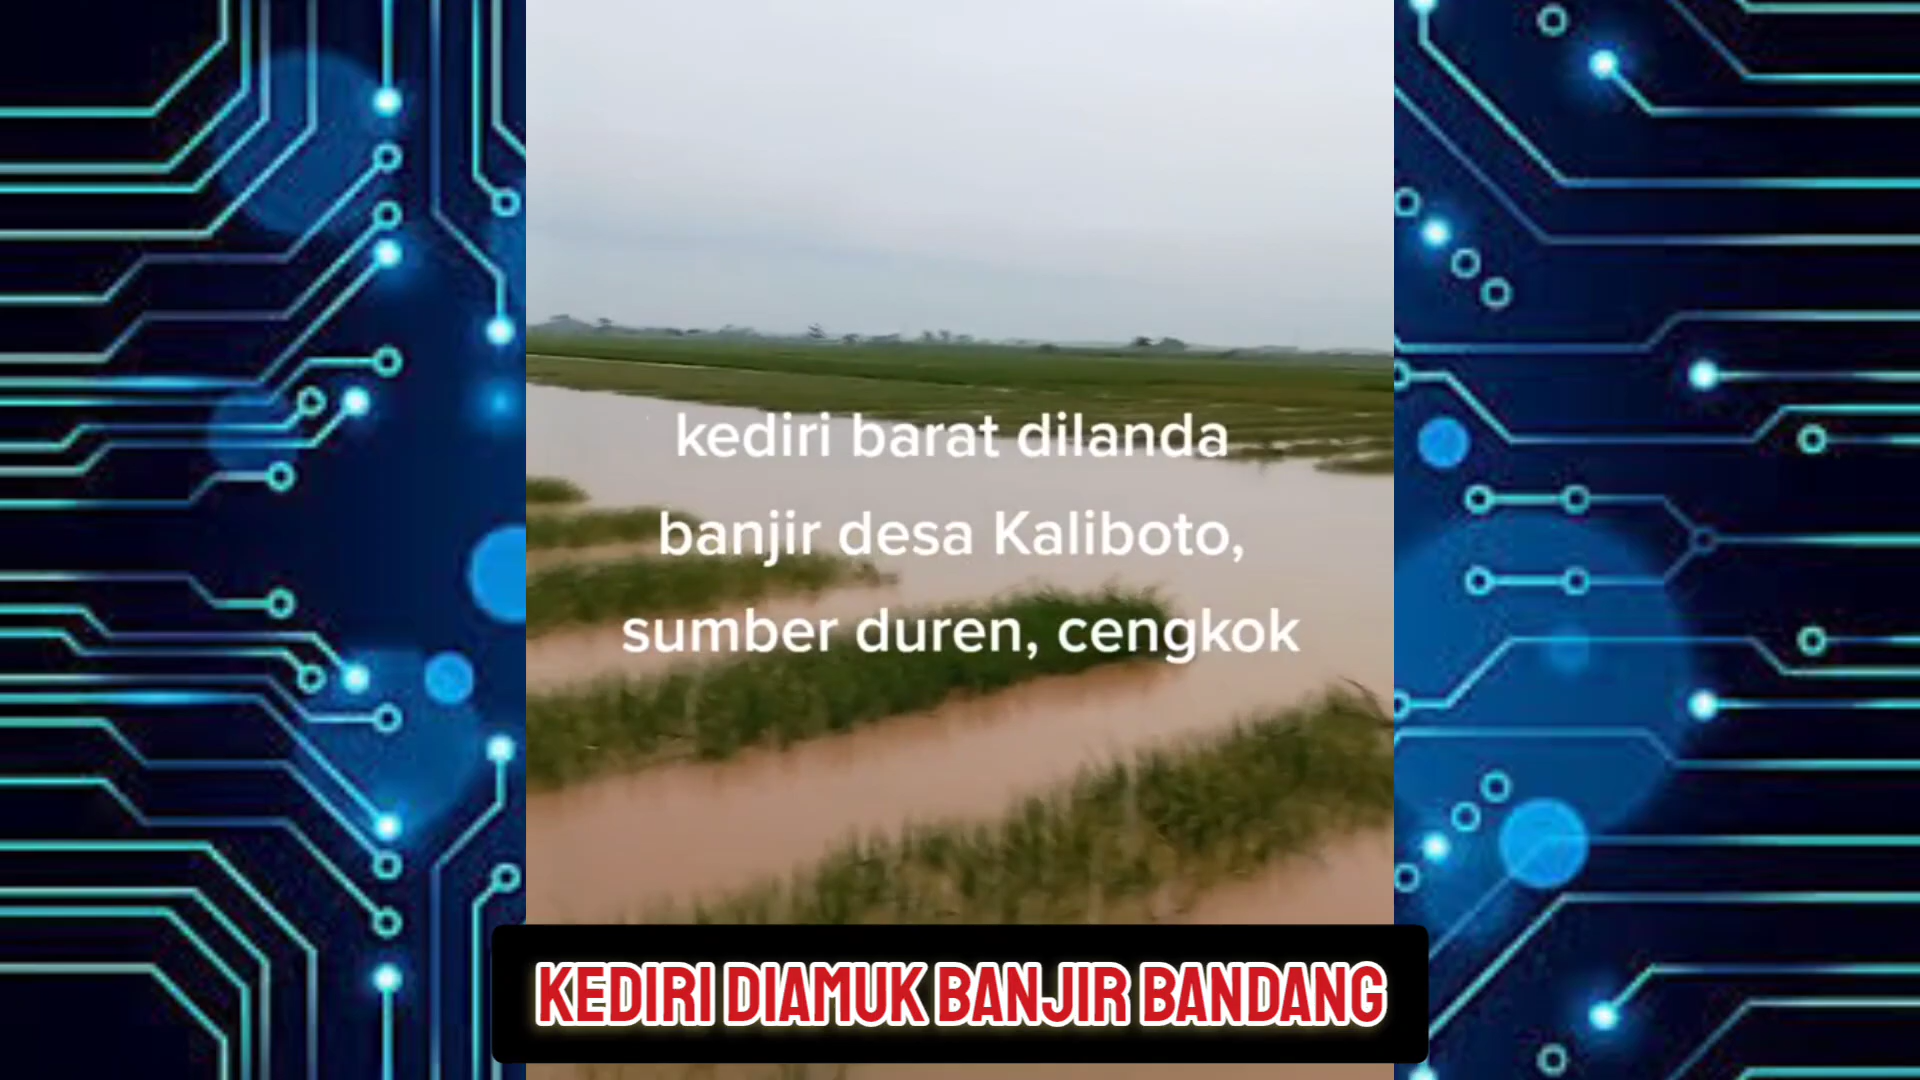 kediri barat dilanda
banjir desa Kaliboto,
sumber duren, cengkok
KEDIRI DIAMUK BANJIR BANDANG